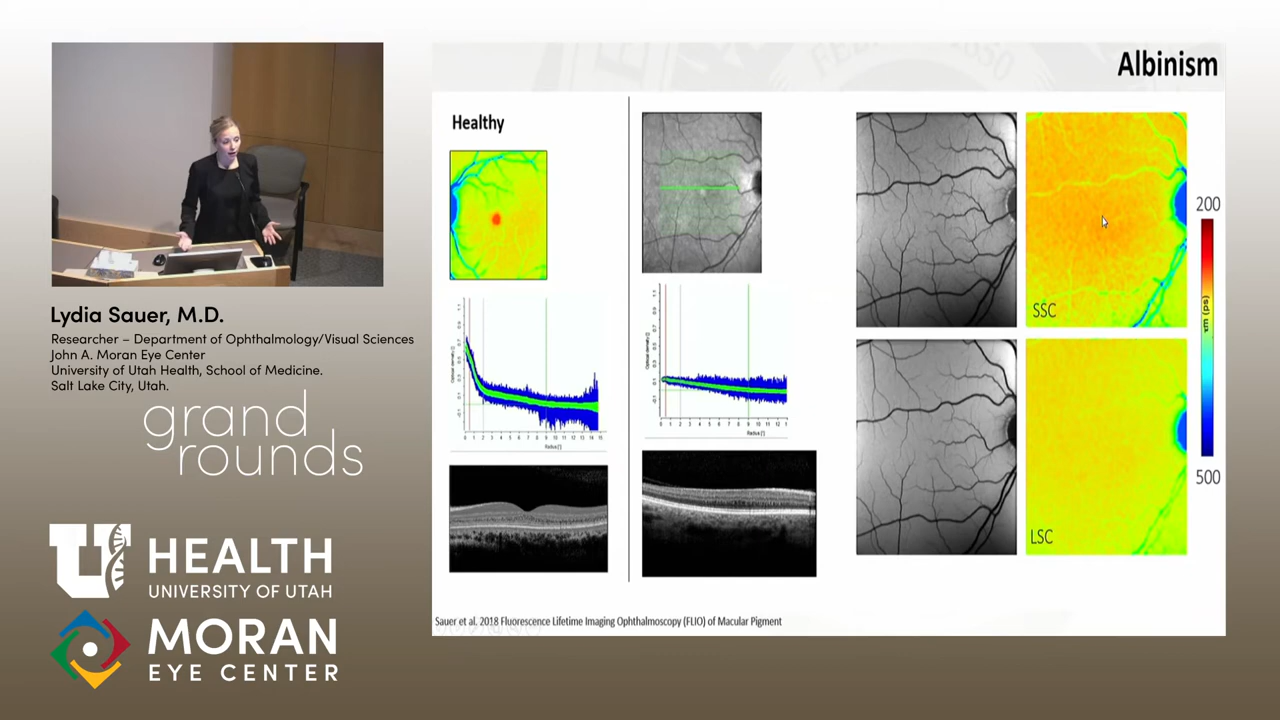 Albinism
Healthy
200
SSC
τm (ps)
LSC
500
Sauer et al. 2018 Fluorescence Lifetime Imaging Ophthalmoscopy (FLIO) of Macular Pigment
Lydia Sauer, M.D.
Researcher – Department of Ophthalmology/Visual Sciences
John A. Moran Eye Center
University of Utah Health, School of Medicine.
Salt Lake City, Utah.
grand
rounds
U HEALTH
UNIVERSITY OF UTAH
MORAN
EYE CENTER